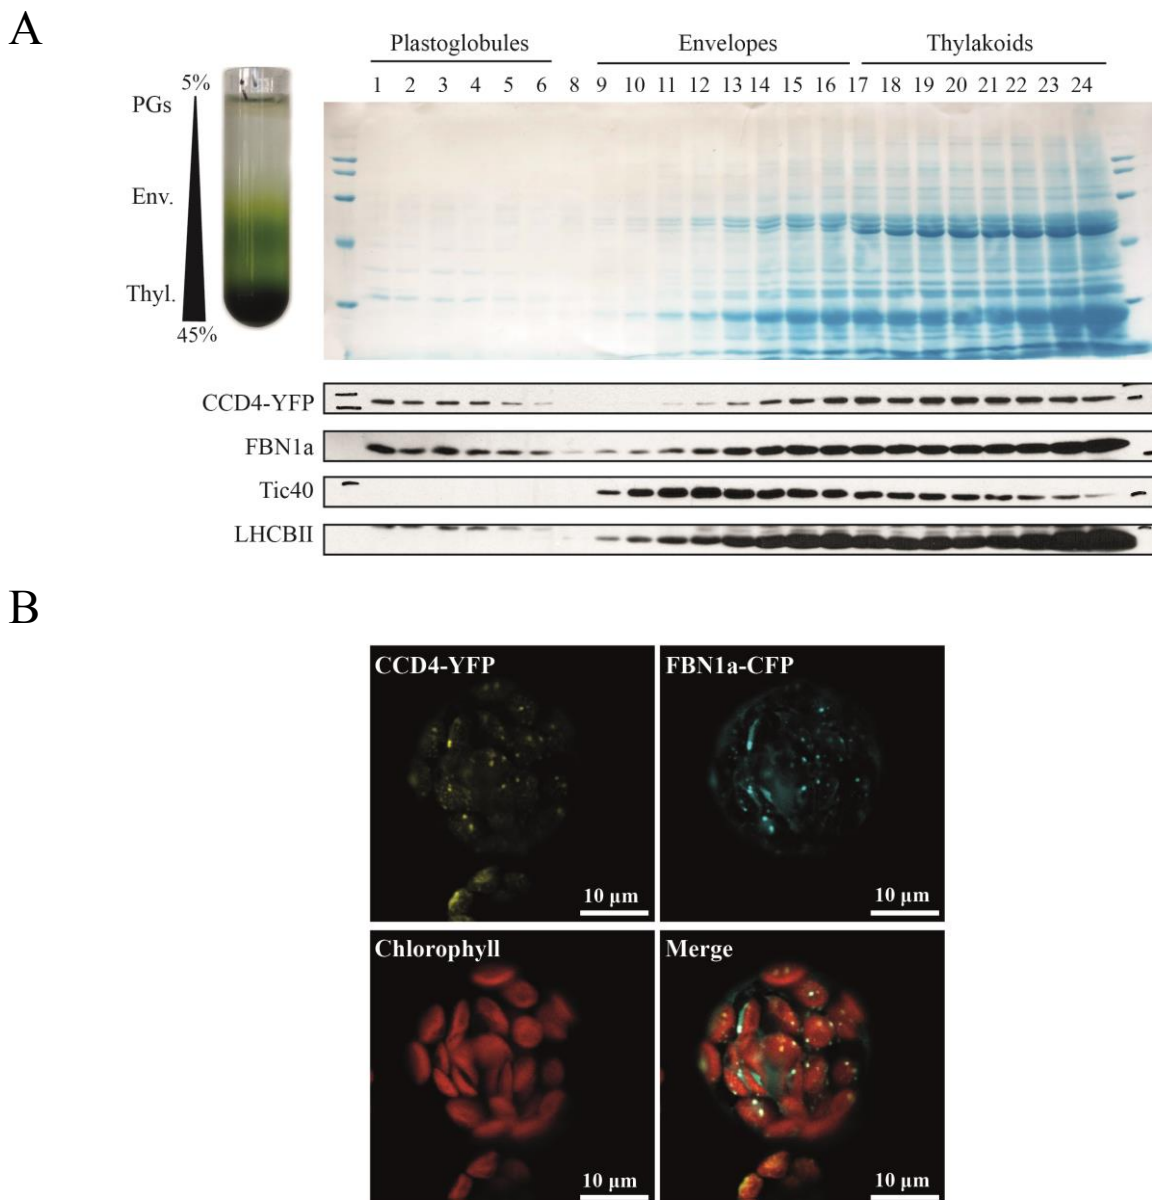 A
Plastoglobules Envelopes Thylakoids
5% 1 2 3 4 5 6 8 9 10 11 12 13 14 15 16 17 18 19 20 21 22 23 24
PGs
Env.
Thyl.
45%
CCD4-YFP
FBN1a
Tic40
LHCBII
B
CCD4-YFP FBN1a-CFP
10 µm 10 µm
Chlorophyll Merge
10 µm 10 µm